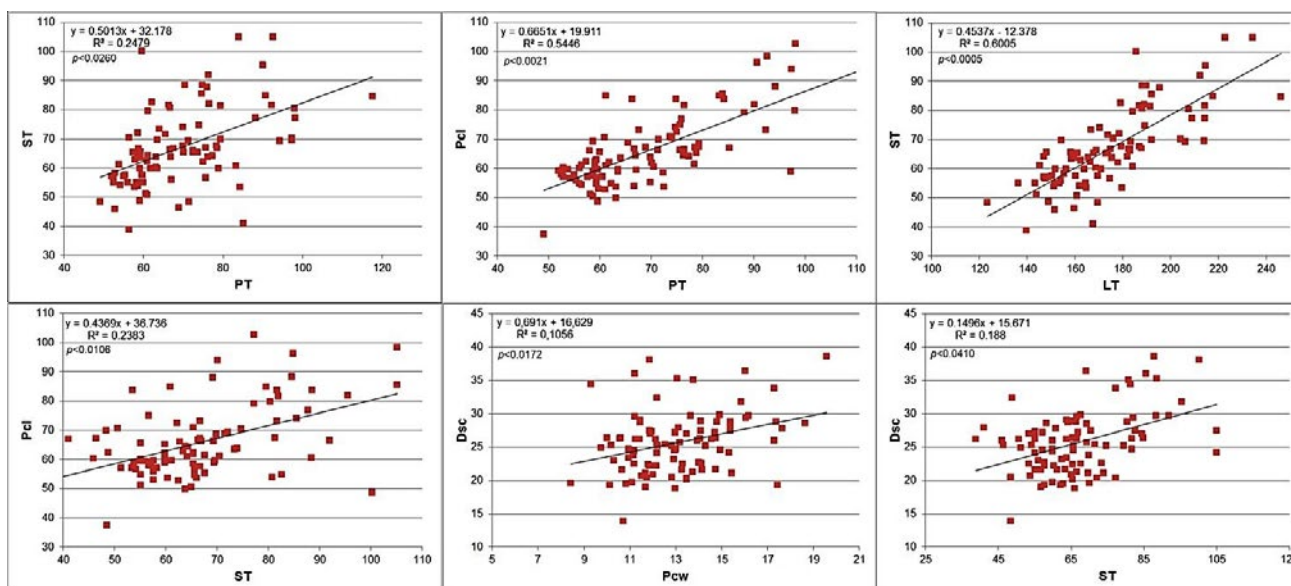 110
100
90
80
70
60
50
40
30
ST
y = 0.5013x + 32.178
R² = 0.2479
p<0.0260
40 60 80 100 120
PT
110
100
90
80
70
60
50
40
30
Pcl
y = 0.6651x + 19.911
R² = 0.5446
p<0.0021
40 50 60 70 80 90 100 110
PT
110
100
90
80
70
60
50
40
30
ST
y = 0.4537x - 12.378
R² = 0.6005
p<0.0005
100 120 140 160 180 200 220 240
LT
110
100
90
80
70
60
50
40
30
Pcl
y = 0.4369x + 36.736
R² = 0.2383
p<0.0106
40 50 60 70 80 90 100 110
ST
45
40
35
30
25
20
15
10
Dsc
y = 0,691x + 16,629
R² = 0,1056
p<0.0172
5 7 9 11 13 15 17 19 21
Pcw
45
40
35
30
25
20
15
10
Dsc
y = 0.1496x + 15.671
R² = 0.188
p<0.0410
25 45 65 85 105 12
ST